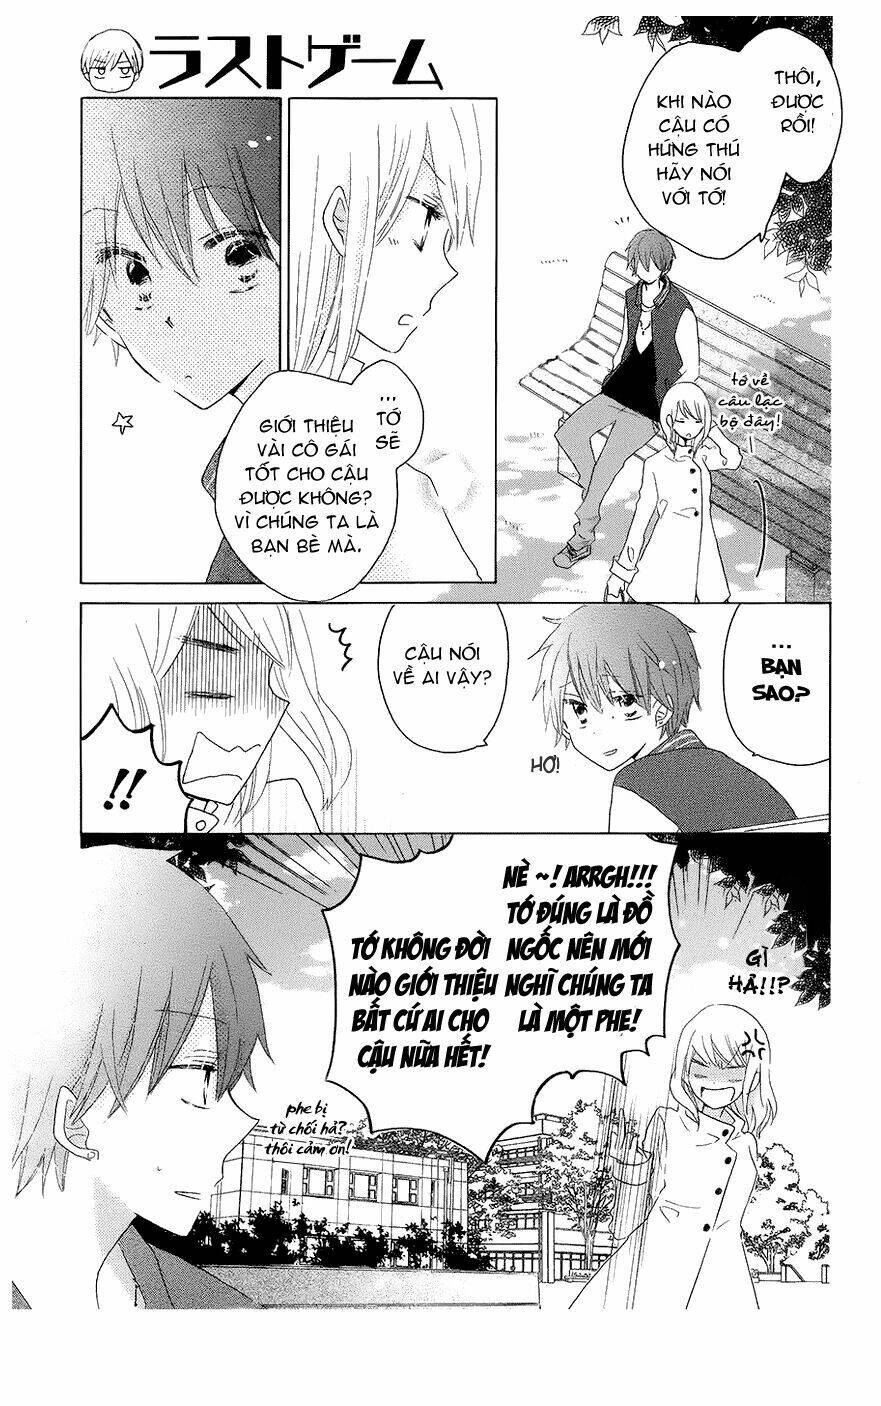 ラストゲーム
THÔI,
ĐƯỢC
RỒI!
KHI NÀO
CẬU CÓ
HỨNG THÚ
HÃY NÓI
VỚI TỚ!
tớ về
câu lạc
bộ đây!
...
TỚ
SẼ
GIỚI THIỆU
VÀI CÔ GÁI
TỐT CHO CẬU
ĐƯỢC KHÔNG?
VÌ CHÚNG TA LÀ
BẠN BÈ MÀ.
...
BẠN
SAO?
HƠ!
CẬU NÓI
VỀ AI VẬY?
!!
GÌ
HẢ!!?
NÈ ~! ARRGH!!!
TỚ ĐÚNG LÀ ĐỒ
NGỐC NÊN MỚI
NGHĨ CHÚNG TA
LÀ MỘT PHE!
TỚ KHÔNG ĐỜI
NÀO GIỚI THIỆU
BẤT CỨ AI CHO
CẬU NỮA HẾT!
phe bị
từ chối hả?
thôi cảm ơn!